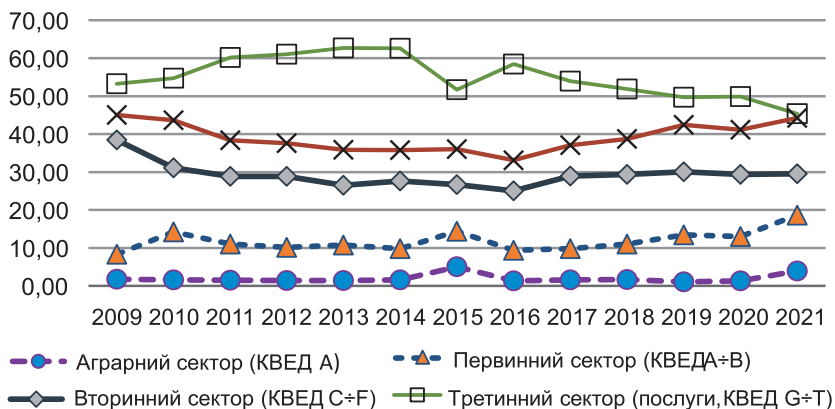 70,00
60,00
50,00
40,00
30,00
20,00
10,00
0,00
2009 2010 2011 2012 2013 2014 2015 2016 2017 2018 2019 2020 2021
Аграрний сектор (КВЕД А) Первинний сектор (КВЕДА÷В)
Вторинний сектор (КВЕД С÷F) Третинний сектор (послуги,КВЕД G÷T)